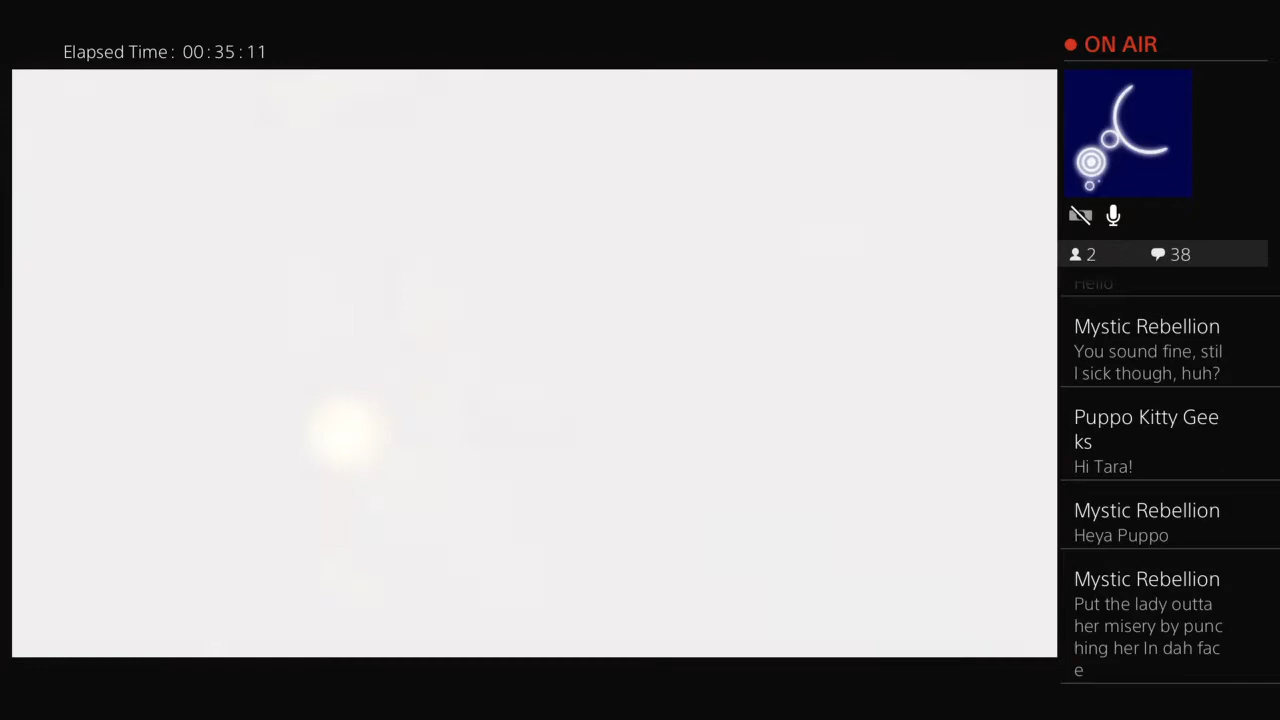 Elapsed Time: 00:35:11
ON AIR
2 38
Hello
Mystic Rebellion
You sound fine, stil
l sick though, huh?
Puppo Kitty Gee
ks
Hi Tara!
Mystic Rebellion
Heya Puppo
Mystic Rebellion
Put the lady outta
her misery by punc
hing her In dah fac
e